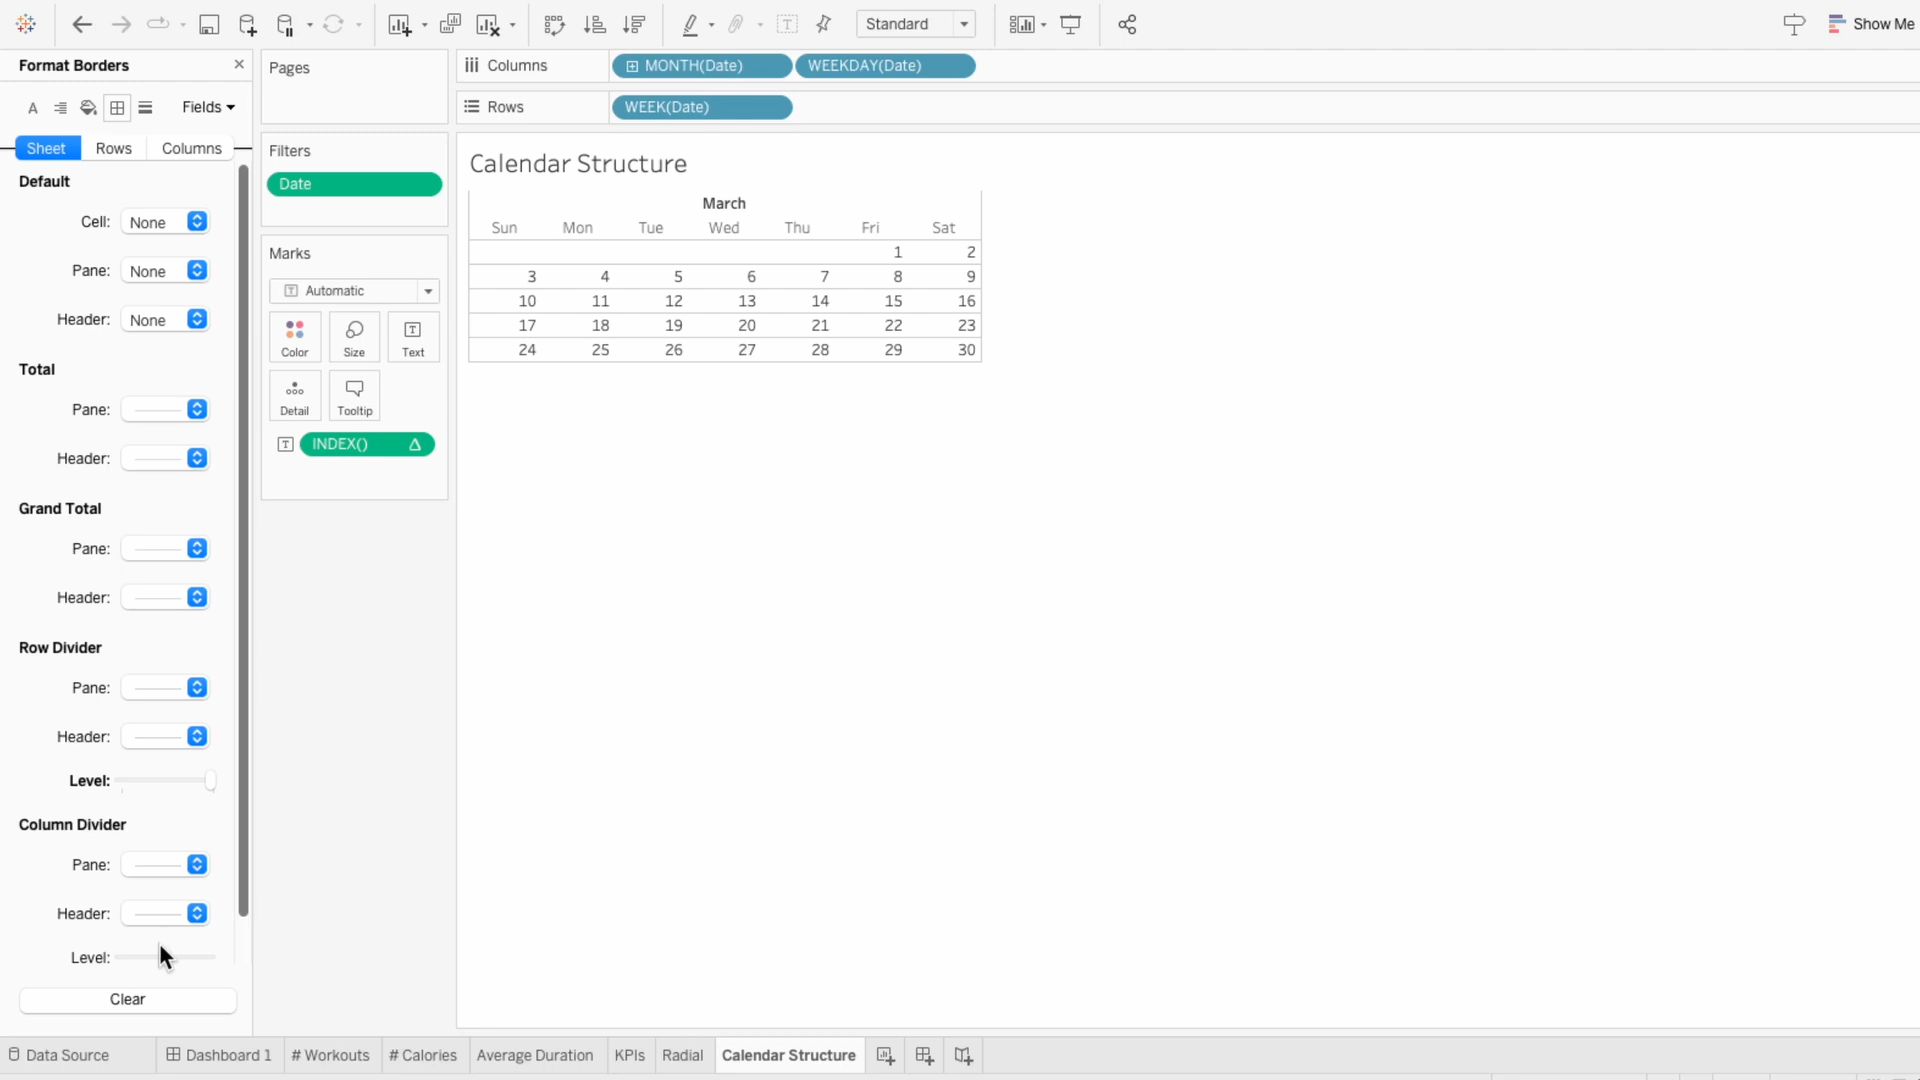 Standard
Show Me
Format Borders
Fields
Sheet Rows Columns
Default
Cell: None
Pane: None
Header: None
Total
Pane:
Header:
Grand Total
Pane:
Header:
Row Divider
Pane:
Header:
Level:
Column Divider
Pane:
Header:
Level:
Clear
Pages
Filters
Date
Marks
Automatic
Color Size Text
Detail Tooltip
INDEX()
Columns MONTH(Date) WEEKDAY(Date)
Rows WEEK(Date)
Calendar Structure
March
Sun Mon Tue Wed Thu Fri Sat
1 2
3 4 5 6 7 8 9
10 11 12 13 14 15 16
17 18 19 20 21 22 23
24 25 26 27 28 29 30
Data Source Dashboard 1 # Workouts # Calories Average Duration KPIs Radial Calendar Structure